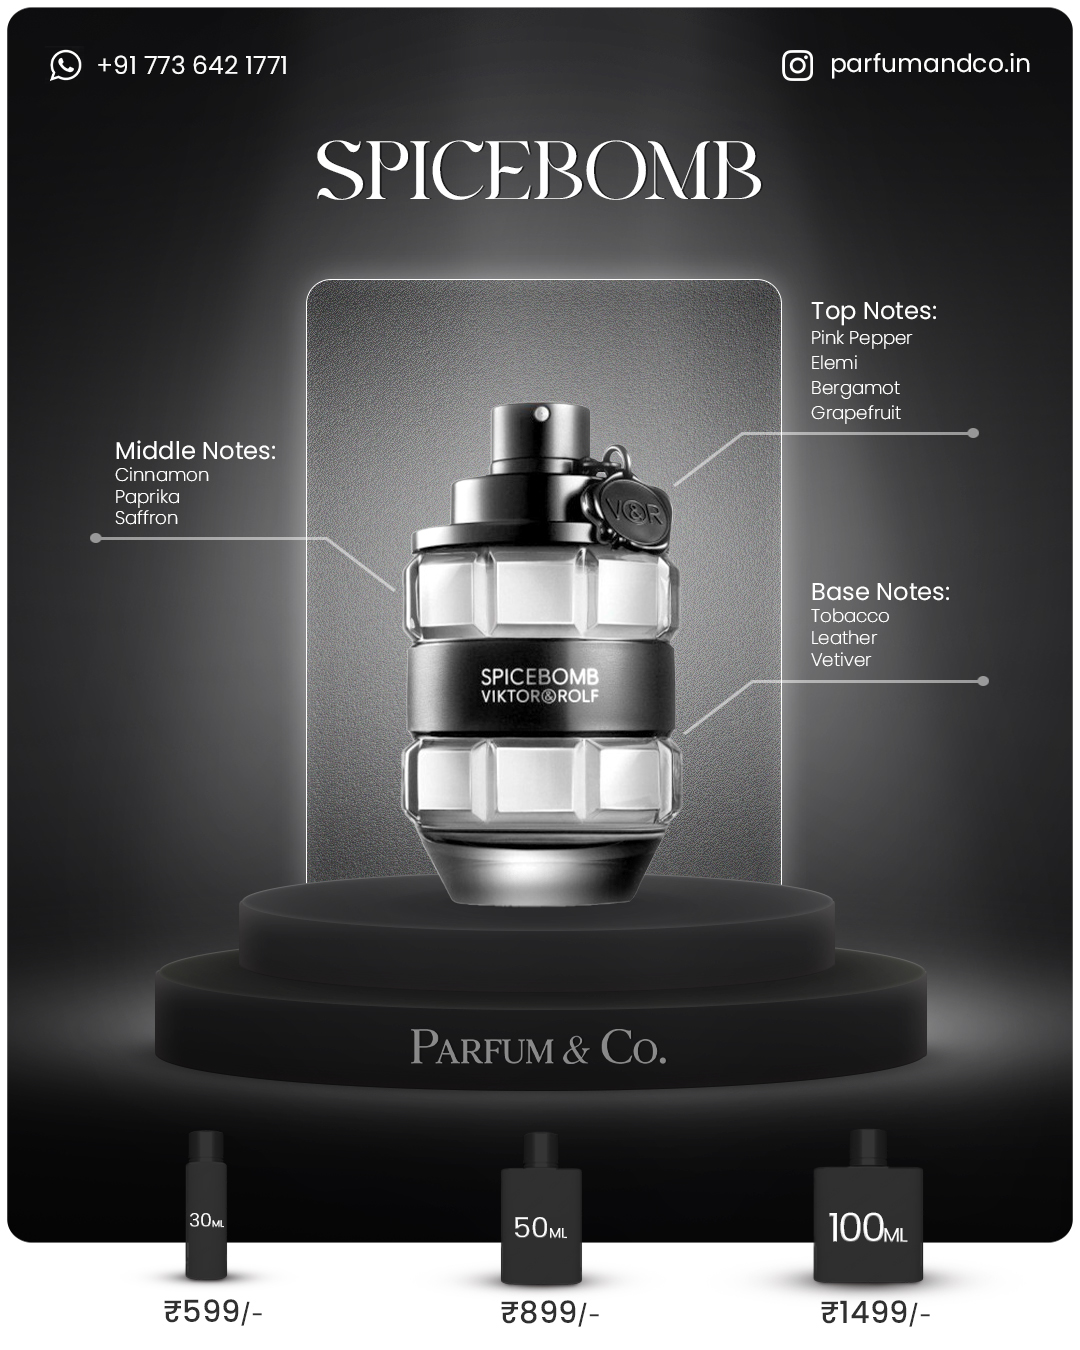 +91 773 642 1771
parfumandco.in
SPICEBOMB
Top Notes:
Pink Pepper
Elemi
Bergamot
Grapefruit
Middle Notes:
Cinnamon
Paprika
Saffron
V&R
Base Notes:
Tobacco
Leather
Vetiver
SPICEBOMB
VIKTOR&ROLF
PARFUM & CO.
30ML
50ML
100ML
₹599/-
₹899/-
₹1499/-